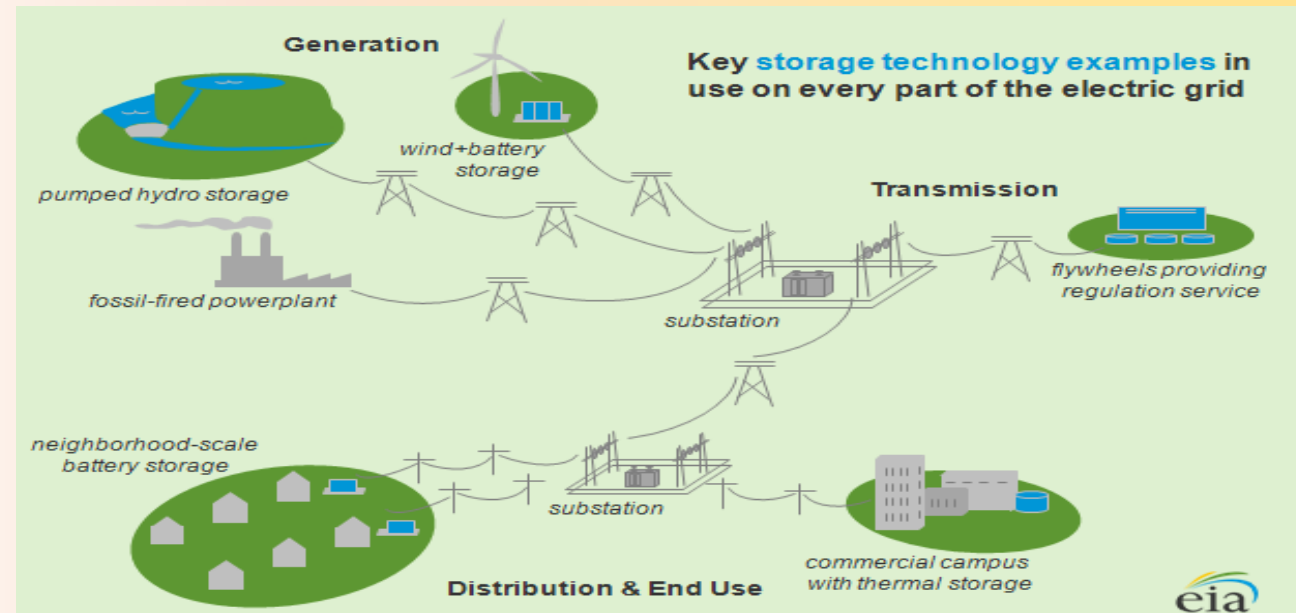 Generation
Key storage technology examples in
use on every part of the electric grid
wind+battery
storage
pumped hydro storage
Transmission
fossil-fired powerplant
flywheels providing
regulation service
substation
neighborhood-scale
battery storage
substation
commercial campus
with thermal storage
Distribution & End Use
eia